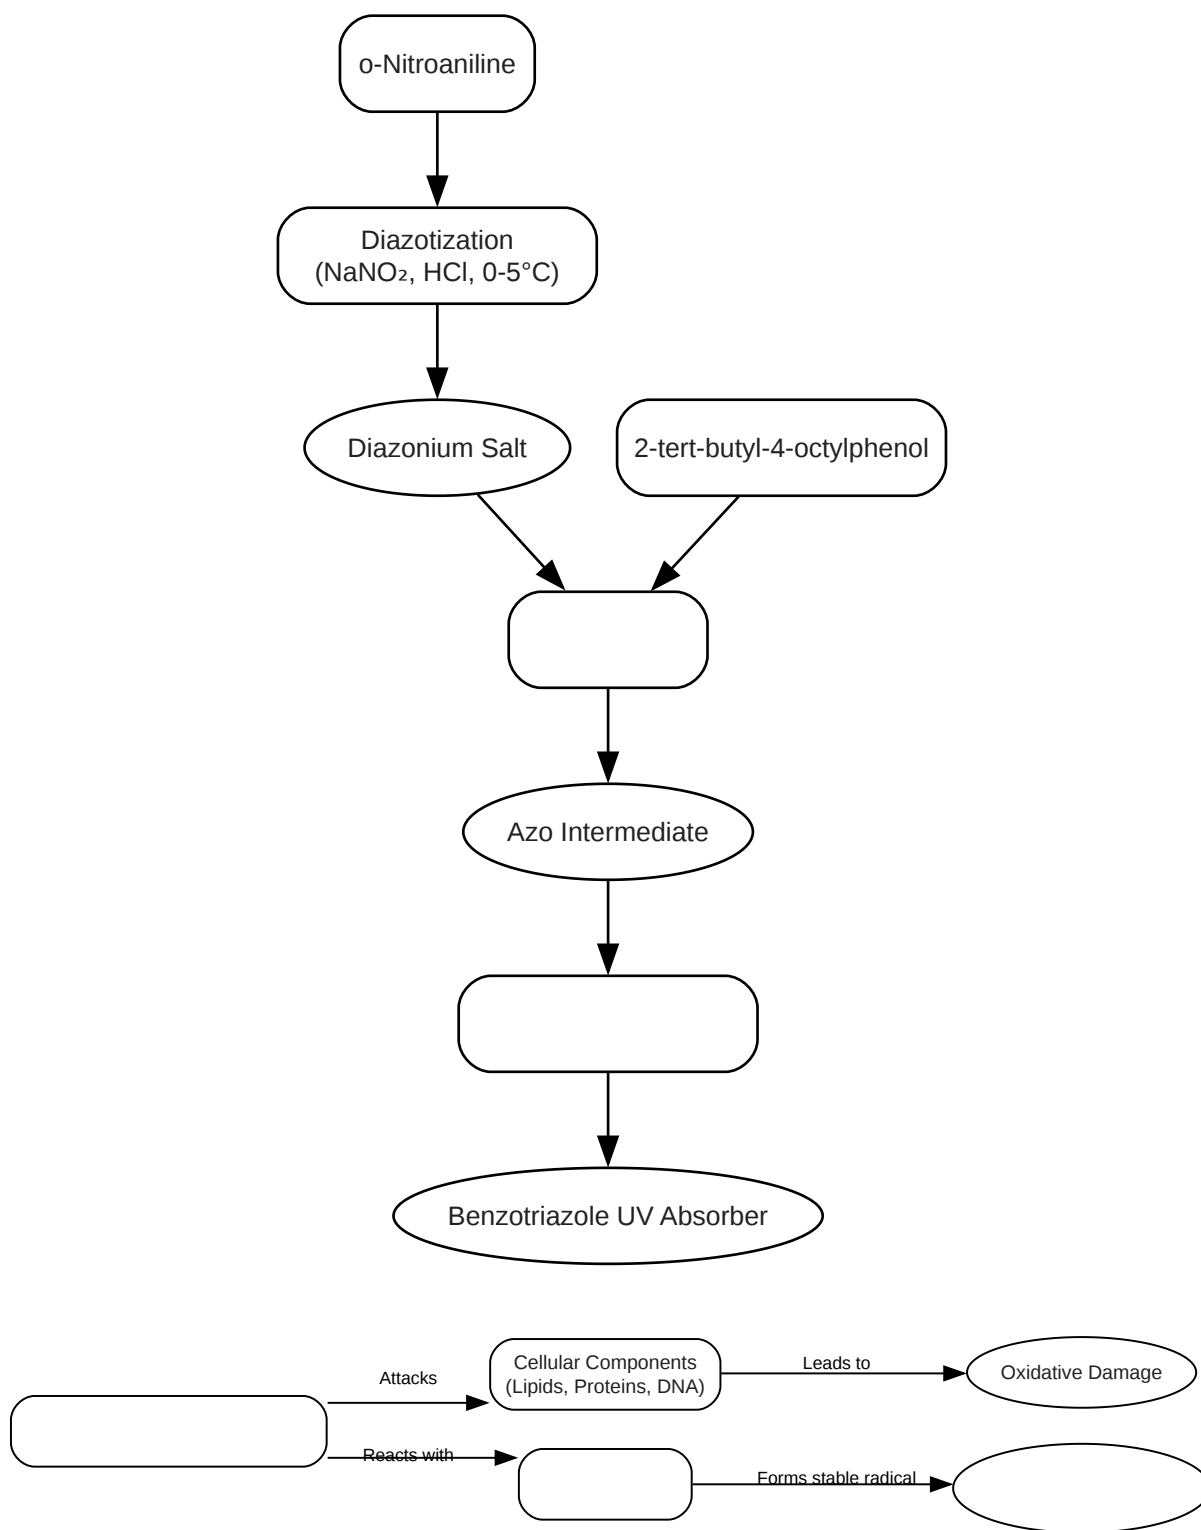 o-Nitroaniline
Diazotization
(NaNO₂, HCl, 0-5°C)
Diazonium Salt
2-tert-butyl-4-octylphenol
Azo Intermediate
Benzotriazole UV Absorber
Attacks
Cellular Components
(Lipids, Proteins, DNA)
Leads to
Oxidative Damage
Reacts with
Forms stable radical